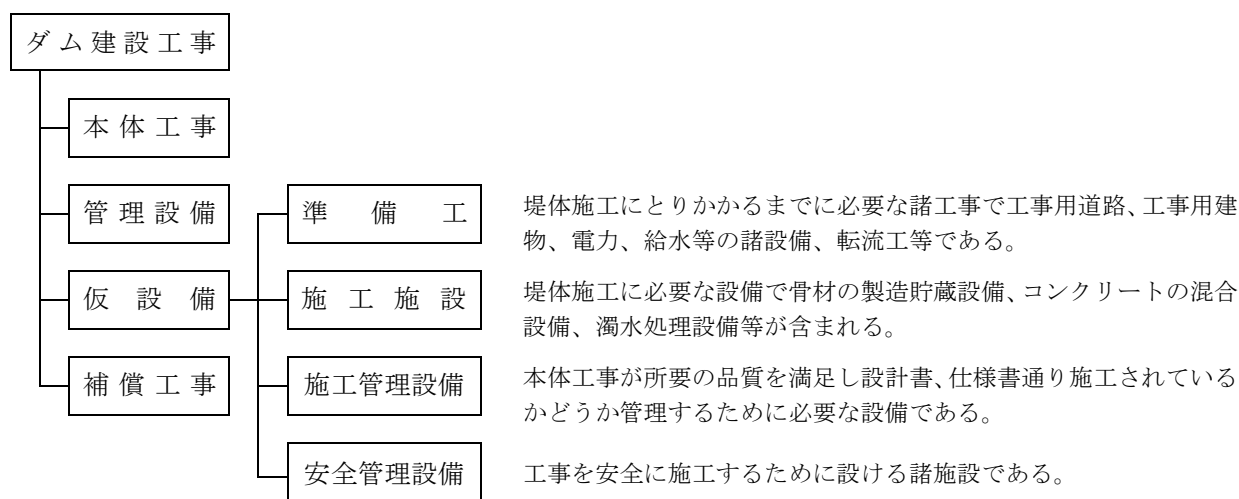 ダム建設工事
本体工事
管理設備
準備工
堤体施工にとりかかるまでに必要な諸工事で工事用道路、工事用建
物、電力、給水等の諸設備、転流工等である。
仮設備
施工施設
堤体施工に必要な設備で骨材の製造貯蔵設備、コンクリートの混合
設備、濁水処理設備等が含まれる。
補償工事
施工管理設備
本体工事が所要の品質を満足し設計書、仕様書通り施工されている
かどうか管理するために必要な設備である。
安全管理設備
工事を安全に施工するために設ける諸施設である。